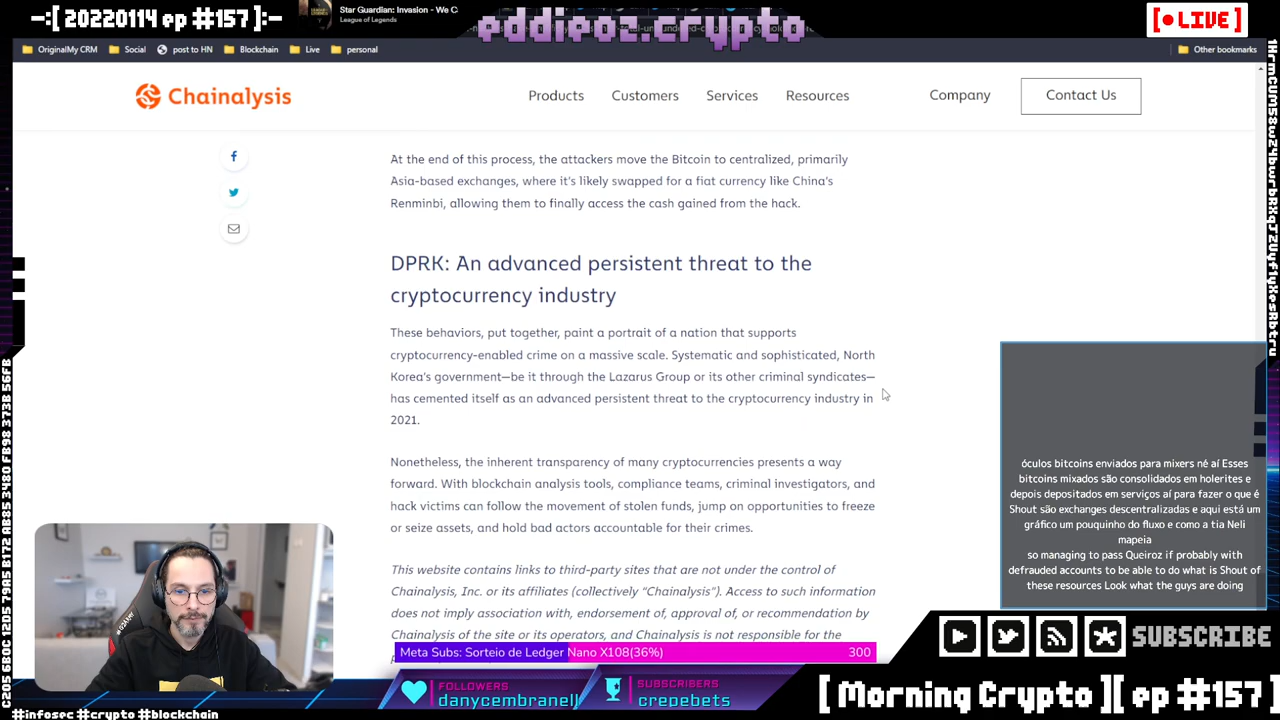 -:[ 20220114 ep #157]:-
Star Guardian: Invasion - We C
League of Legends
eddieoz.crypto
[ LIVE ]
OriginalMy CRM
Social
post to HN
Blockchain
Live
personal
Other bookmarks
Chainalysis
Products
Customers
Services
Resources
Company
Contact Us
At the end of this process, the attackers move the Bitcoin to centralized, primarily
Asia-based exchanges, where it's likely swapped for a fiat currency like China's
Renminbi, allowing them to finally access the cash gained from the hack.
DPRK: An advanced persistent threat to the
cryptocurrency industry
These behaviors, put together, paint a portrait of a nation that supports
cryptocurrency-enabled crime on a massive scale. Systematic and sophisticated, North
Korea's government—be it through the Lazarus Group or its other criminal syndicates—
has cemented itself as an advanced persistent threat to the cryptocurrency industry in
2021.
Nonetheless, the inherent transparency of many cryptocurrencies presents a way
forward. With blockchain analysis tools, compliance teams, criminal investigators, and
hack victims can follow the movement of stolen funds, jump on opportunities to freeze
or seize assets, and hold bad actors accountable for their crimes.
This website contains links to third-party sites that are not under the control of
Chainalysis, Inc. or its affiliates (collectively "Chainalysis"). Access to such information
does not imply association with, endorsement of, approval of, or recommendation by
Chainalysis of the site or its operators, and Chainalysis is not responsible for the
óculos bitcoins enviados para mixers né aí Esses
bitcoins mixados são consolidados em holerites e
depois depositados em serviços aí para fazer o que é
Shout são exchanges descentralizadas e aqui está um
gráfico um pouquinho do fluxo e como a tia Neli
mapeia
so managing to pass Queiroz if probably with
defrauded accounts to be able to do what is Shout of
these resources Look what the guys are doing
Meta Subs: Sorteio de Ledger Nano X108(36%)
300
SUBSCRIBE
FOLLOWERS
danycembranell
SUBSCRIBERS
crepebets
[ Morning Crypto ][ ep #157]
#infosec #crypto #blockchain
C205 6B00 12D5 79A5 B172 AB85 3480 FB98 373B 56FB